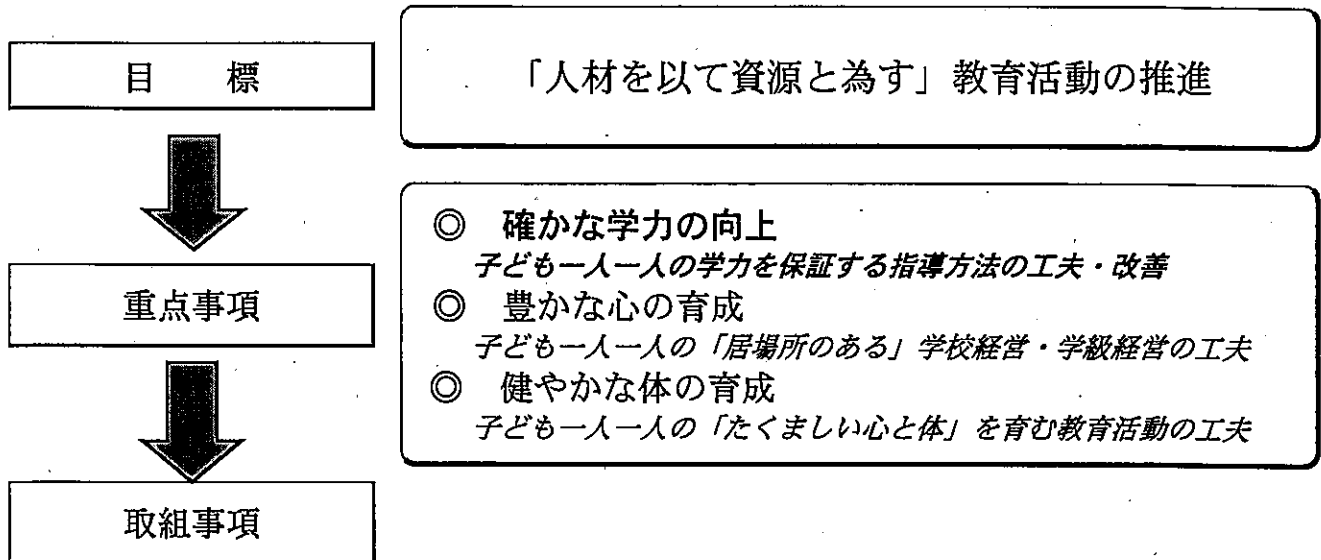 目　　標
「人材を以て資源と為す」教育活動の推進
重点事項
◎　確かな学力の向上
子ども一人一人の学力を保証する指導方法の工夫・改善
◎　豊かな心の育成
子ども一人一人の「居場所のある」学校経営・学級経営の工夫
◎　健やかな体の育成
子ども一人一人の「たくましい心と体」を育む教育活動の工夫
取組事項